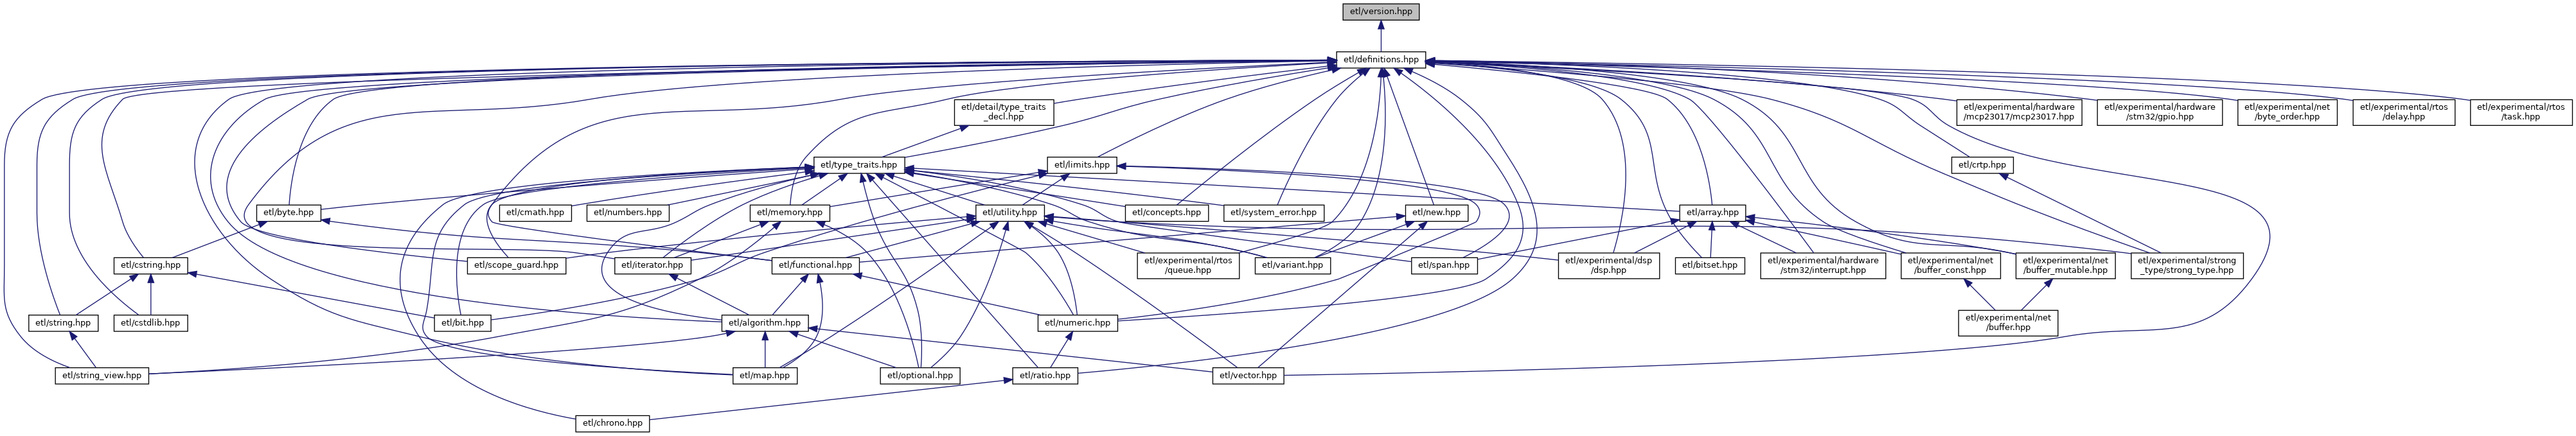 etl/version.hpp
etl/definitions.hpp
etl/detail/type_traits
_decl.hpp
etl/experimental/hardware
/mcp23017/mcp23017.hpp
etl/experimental/hardware
/stm32/gpio.hpp
etl/experimental/net
/byte_order.hpp
etl/experimental/rtos
/delay.hpp
etl/experimental/rtos
/task.hpp
etl/type_traits.hpp
etl/limits.hpp
etl/crtp.hpp
etl/byte.hpp
etl/cmath.hpp
etl/numbers.hpp
etl/memory.hpp
etl/utility.hpp
etl/concepts.hpp
etl/system_error.hpp
etl/new.hpp
etl/array.hpp
etl/cstring.hpp
etl/scope_guard.hpp
etl/iterator.hpp
etl/functional.hpp
etl/experimental/rtos
/queue.hpp
etl/variant.hpp
etl/span.hpp
etl/experimental/dsp
/dsp.hpp
etl/bitset.hpp
etl/experimental/hardware
/stm32/interrupt.hpp
etl/experimental/net
/buffer_const.hpp
etl/experimental/net
/buffer_mutable.hpp
etl/experimental/strong
_type/strong_type.hpp
etl/string.hpp
etl/cstdlib.hpp
etl/bit.hpp
etl/algorithm.hpp
etl/numeric.hpp
etl/experimental/net
/buffer.hpp
etl/string_view.hpp
etl/map.hpp
etl/optional.hpp
etl/ratio.hpp
etl/vector.hpp
etl/chrono.hpp